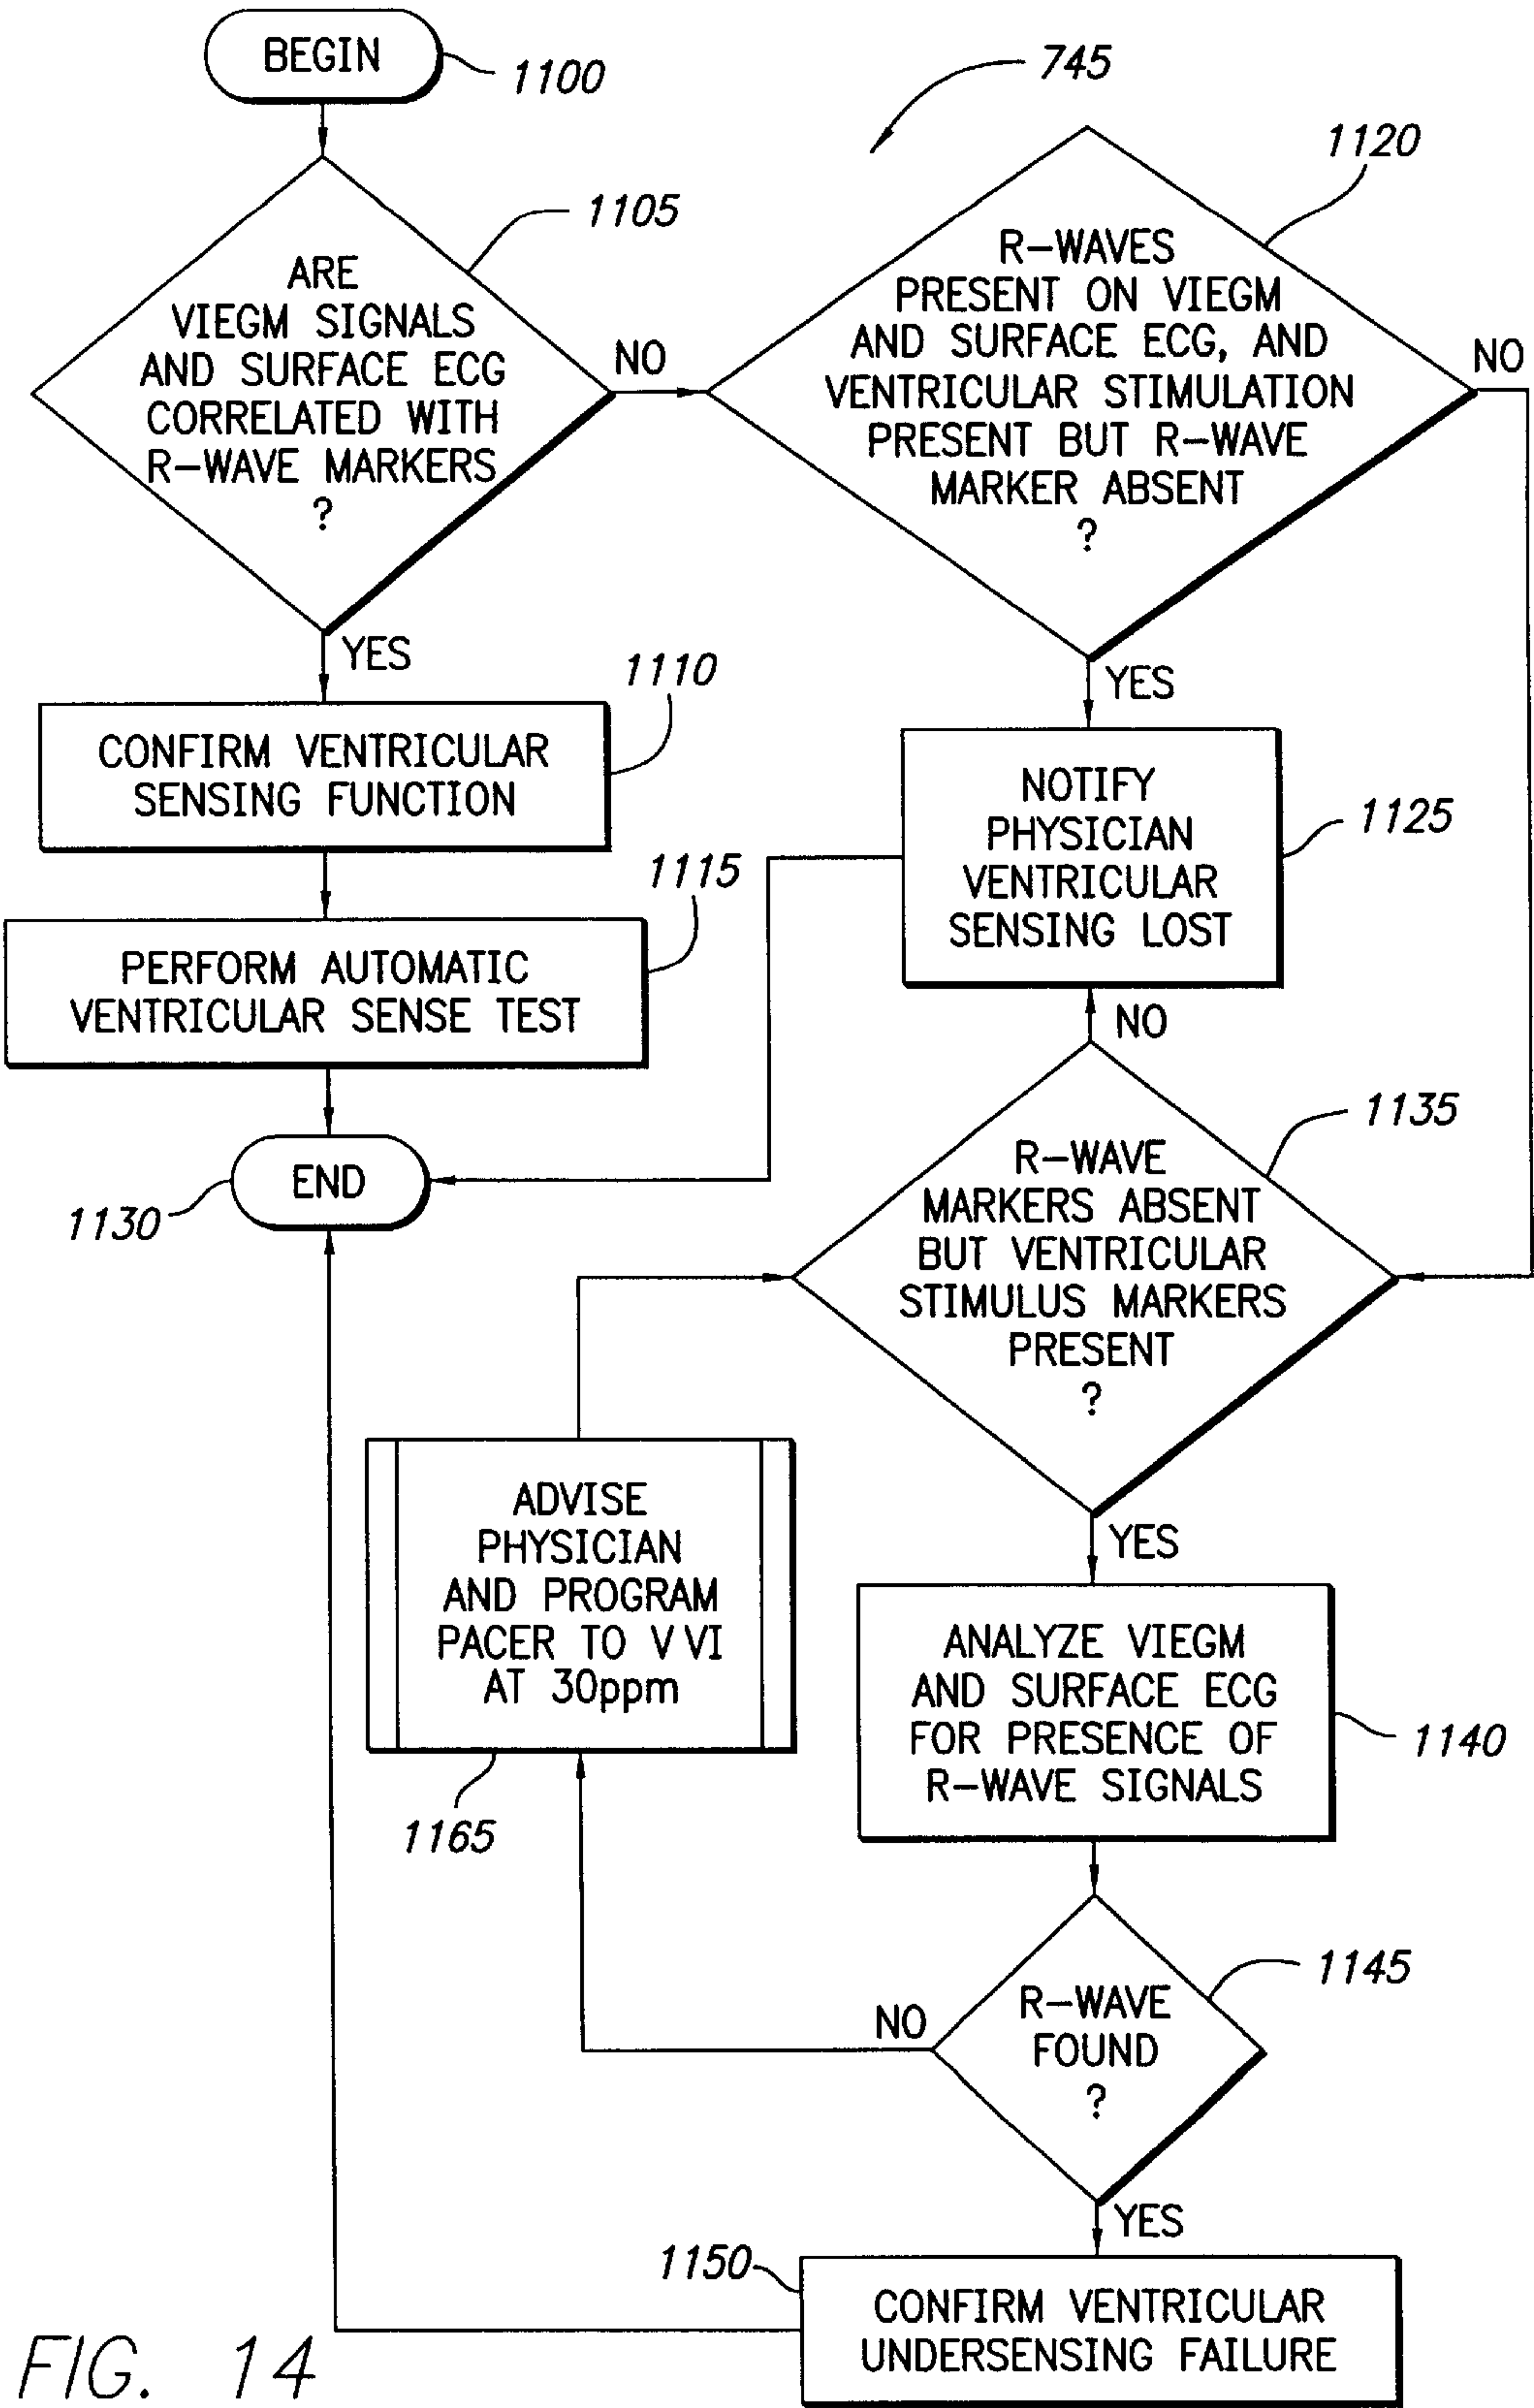 BEGIN
1100
745
1120
1105
ARE
VIEGM SIGNALS
AND SURFACE ECG
CORRELATED WITH
R-WAVE MARKERS
?
NO
R-WAVES
PRESENT ON VIEGM
AND SURFACE ECG, AND
VENTRICULAR STIMULATION
PRESENT BUT R-WAVE
MARKER ABSENT
?
NO
YES
YES
1110
CONFIRM VENTRICULAR
SENSING FUNCTION
NOTIFY
PHYSICIAN
VENTRICULAR
SENSING LOST
1125
1115
PERFORM AUTOMATIC
VENTRICULAR SENSE TEST
NO
END
1130
1135
R-WAVE
MARKERS ABSENT
BUT VENTRICULAR
STIMULUS MARKERS
PRESENT
?
YES
ADVISE
PHYSICIAN
AND PROGRAM
PACER TO VVI
AT 30ppm
1165
ANALYZE VIEGM
AND SURFACE ECG
FOR PRESENCE OF
R-WAVE SIGNALS
1140
1145
R-WAVE
FOUND
?
NO
YES
1150
CONFIRM VENTRICULAR
UNDERSENSING FAILURE
FIG. 14